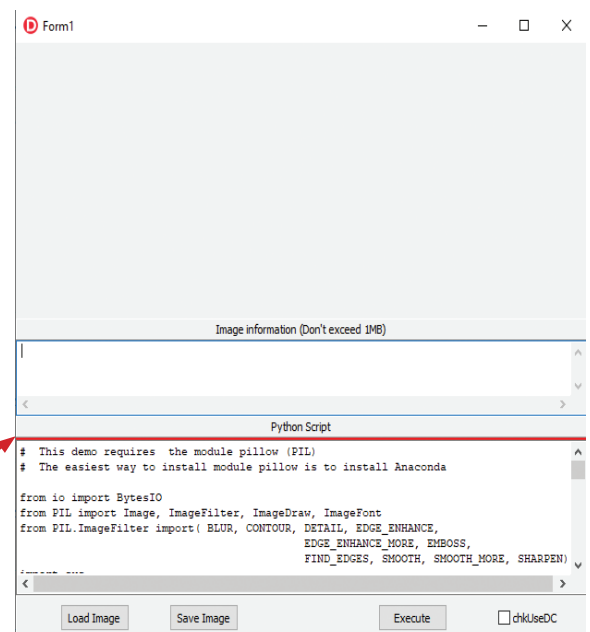 D Form1
Image information (Don't exceed 1MB)
Python Script
#  This demo requires  the module pillow (PIL)
#  The easiest way to install module pillow is to install Anaconda
from io import BytesIO
from PIL import Image, ImageFilter, ImageDraw, ImageFont
from PIL.ImageFilter import( BLUR, CONTOUR, DETAIL, EDGE_ENHANCE,
EDGE_ENHANCE_MORE, EMBOSS,
FIND_EDGES, SMOOTH, SMOOTH_MORE, SHARPEN)
Load Image Save Image Execute chkUseDC